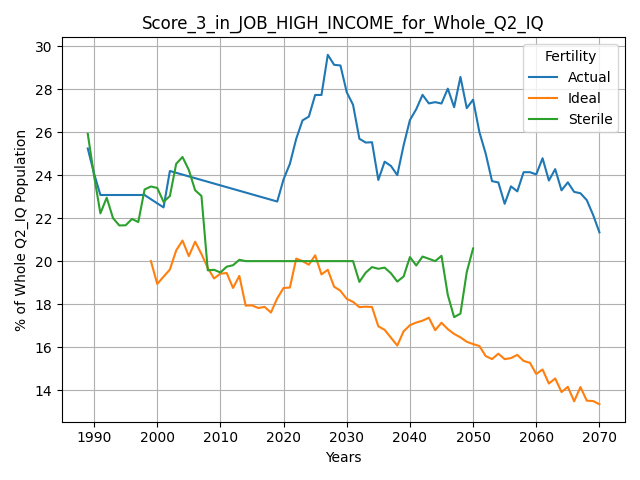 Score_3_in_JOB_HIGH_INCOME_for_Whole_Q2_IQ
Fertility
Actual
Ideal
Sterile
% of Whole Q2_IQ Population
30
28
26
24
22
20
18
16
14
1990 2000 2010 2020 2030 2040 2050 2060 2070
Years